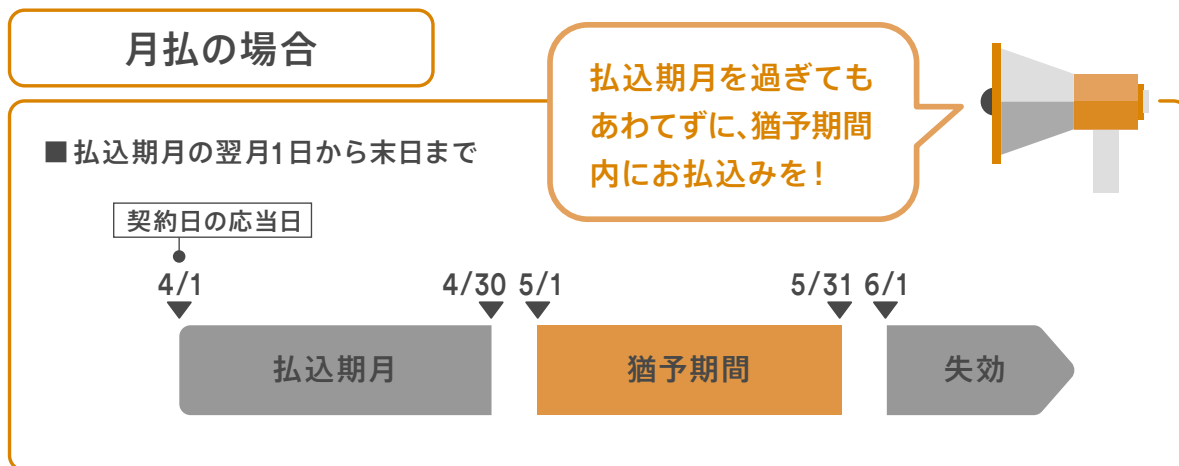 月払の場合
払込期月を過ぎても
あわてずに、猶予期間
内にお払込みを！
■払込期月の翌月1日から末日まで
契約日の応当日
4/1 4/30 5/1 5/31 6/1
払込期月 猶予期間 失効